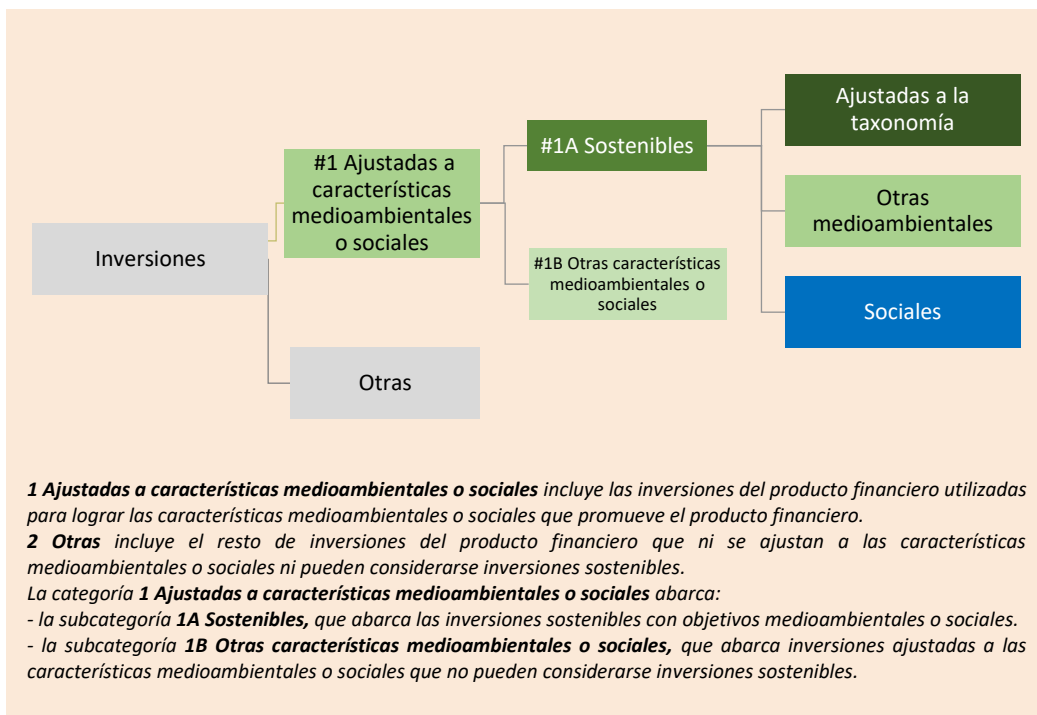 Inversiones
#1 Ajustadas a
características
medioambientales
o sociales
Otras
#1A Sostenibles
#1B Otras características
medioambientales o
sociales
Ajustadas a la
taxonomía
Otras
medioambientales
Sociales
1 Ajustadas a características medioambientales o sociales incluye las inversiones del producto financiero utilizadas
para lograr las características medioambientales o sociales que promueve el producto financiero.
2 Otras incluye el resto de inversiones del producto financiero que ni se ajustan a las características
medioambientales o sociales ni pueden considerarse inversiones sostenibles.
La categoría 1 Ajustadas a características medioambientales o sociales abarca:
- la subcategoría 1A Sostenibles, que abarca las inversiones sostenibles con objetivos medioambientales o sociales.
- la subcategoría 1B Otras características medioambientales o sociales, que abarca inversiones ajustadas a las
características medioambientales o sociales que no pueden considerarse inversiones sostenibles.